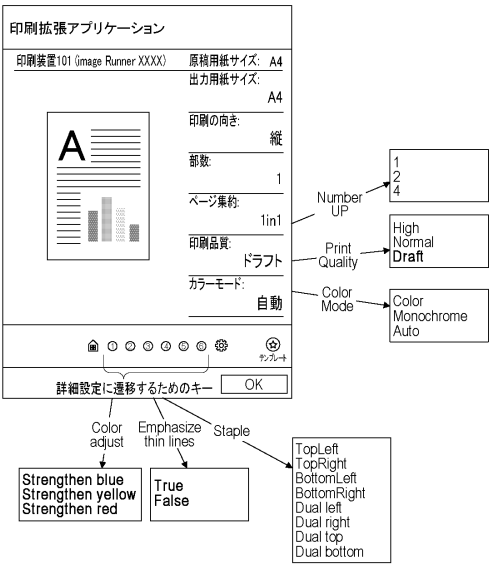 印刷拡張アプリケーション
印刷装置101 (image Runner XXXX)
原稿用紙サイズ: A4
出力用紙サイズ:
A4
印刷の向き:
縦
部数:
1
ページ集約:
1in1
印刷品質:
ドラフト
カラーモード:
自動
A
① ② ③ ④ ⑤ ⑥
テンプレート
詳細設定に遷移するためのキー
OK
Number
UP
1
2
4
Print
Quality
High
Normal
Draft
Color
Mode
Color
Monochrome
Auto
Color
adjust
Strengthen blue
Strengthen yellow
Strengthen red
Emphasize
thin lines
True
False
Staple
TopLeft
TopRight
BottomLeft
BottomRight
Dual left
Dual right
Dual top
Dual bottom